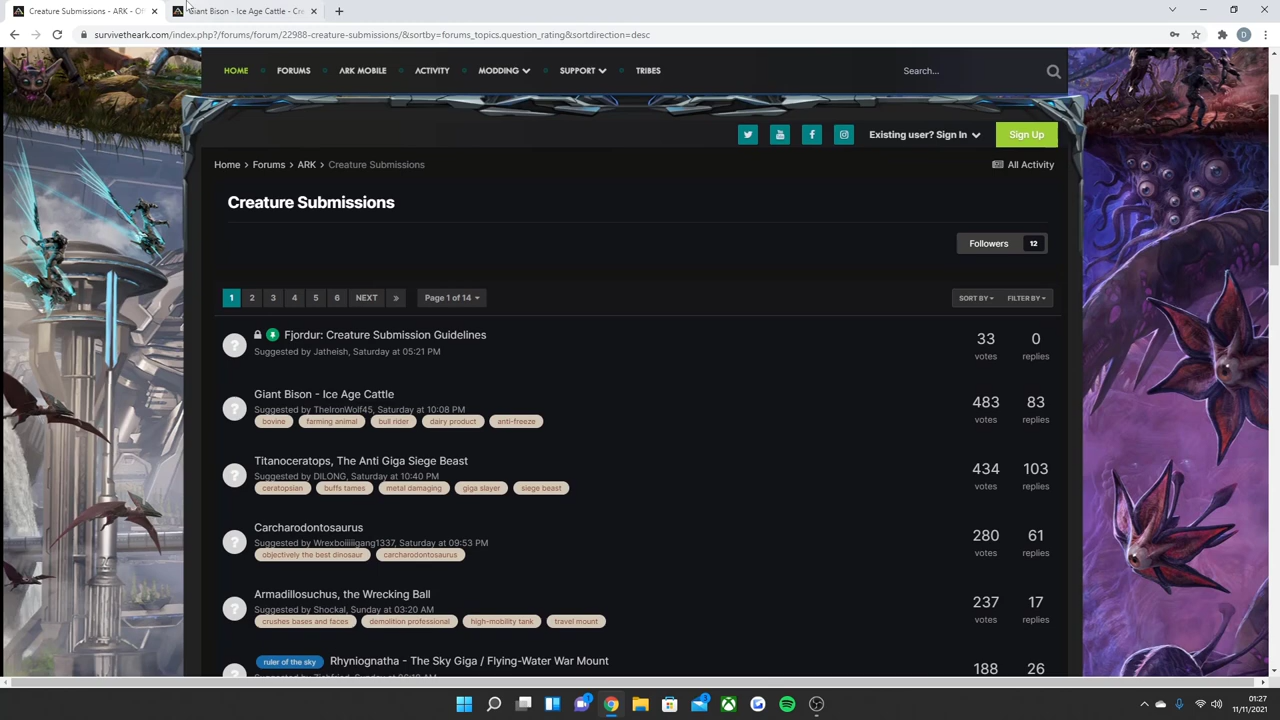 Creature Submissions - ARK - Of
Giant Bison - Ice Age Cattle - Cre
survivetheark.com/index.php?/forums/forum/22988-creature-submissions/&sortby=forums_topics.question_rating&sortdirection=desc
D
HOME FORUMS ARK MOBILE ACTIVITY MODDING SUPPORT TRIBES Search...
Existing user? Sign In Sign Up
Home > Forums > ARK > Creature Submissions All Activity
Creature Submissions
Followers 12
1 2 3 4 5 6 NEXT » Page 1 of 14 SORT BY FILTER BY
Fjordur: Creature Submission Guidelines 33 0
Suggested by Jatheish, Saturday at 05:21 PM votes replies
Giant Bison - Ice Age Cattle 483 83
Suggested by TheIronWolf45, Saturday at 10:08 PM votes replies
bovine farming animal bull rider dairy product anti-freeze
Titanoceratops, The Anti Giga Siege Beast 434 103
Suggested by DILONG, Saturday at 10:40 PM votes replies
ceratopsian buffs tames metal damaging giga slayer siege beast
Carcharodontosaurus 280 61
Suggested by Wrexboiiiiigang1337, Saturday at 09:53 PM votes replies
objectively the best dinosaur carcharodontosaurus
Armadillosuchus, the Wrecking Ball 237 17
Suggested by Shockal, Sunday at 03:20 AM votes replies
crushes bases and faces demolition professional high-mobility tank travel mount
ruler of the sky Rhyniognatha - The Sky Giga / Flying-Water War Mount 188 26
01:27
11/11/2021